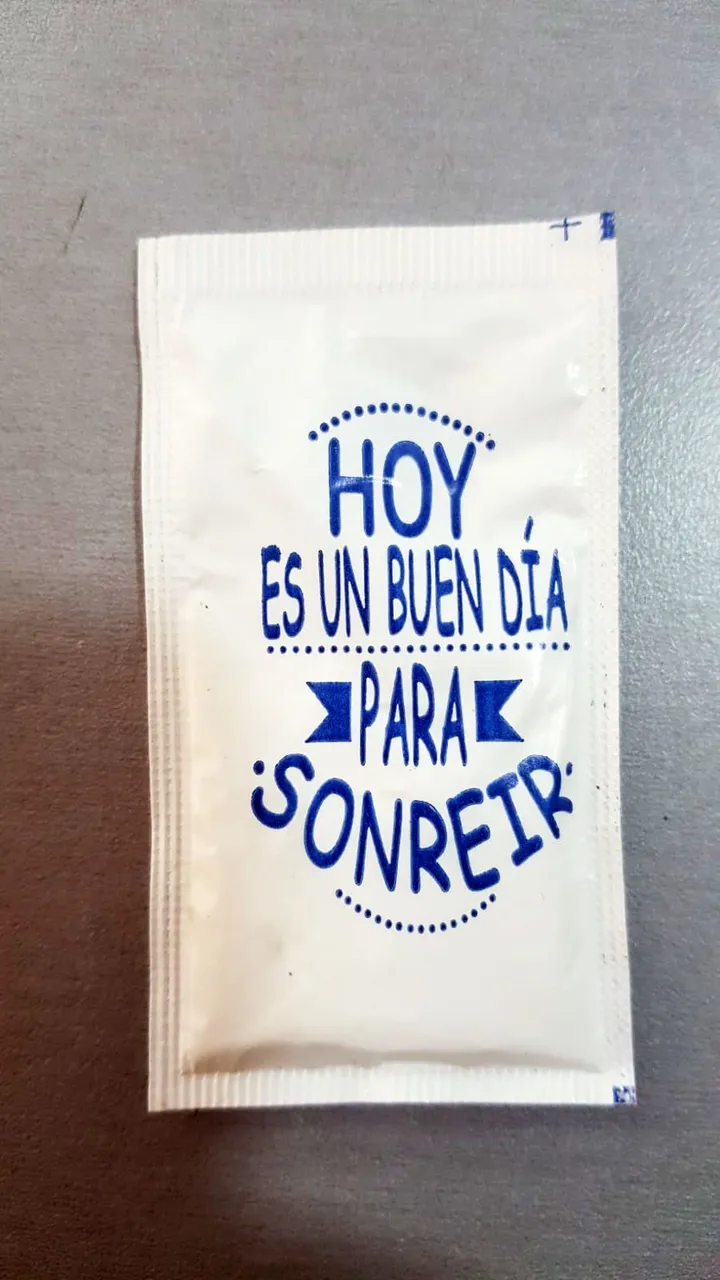 HOY
ES UN BUEN DÍA
PARA
SONREIR